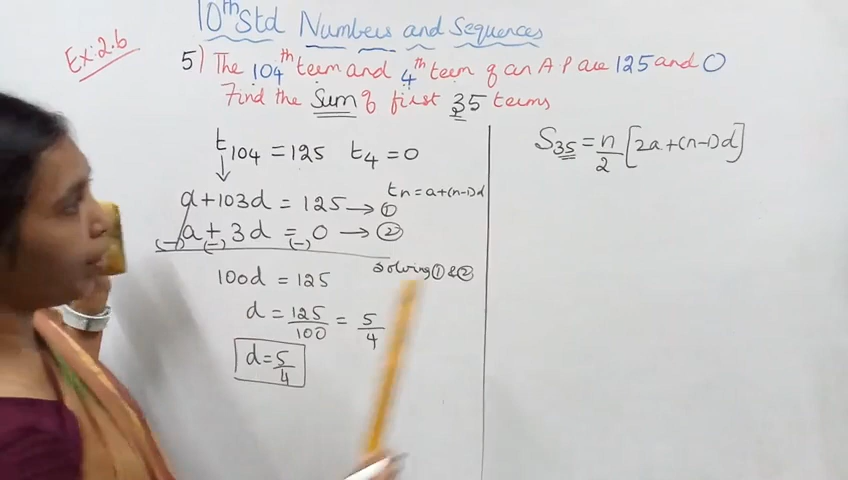 10th Std Numbers and Sequences
Ex:2.6
5) The 104th term and 4th term of an A.P are 125 and 0
Find the Sum of first 35 terms
t104 = 125 t4 = 0
a+103d = 125 → ①
tn = a+(n-1)d
a + 3d = 0 → ②
(-) (-) (-)
100d = 125
Solving ① & ②
d = 125/100 = 5/4
d = 5/4
S35 = n/2 [2a+(n-1)d]